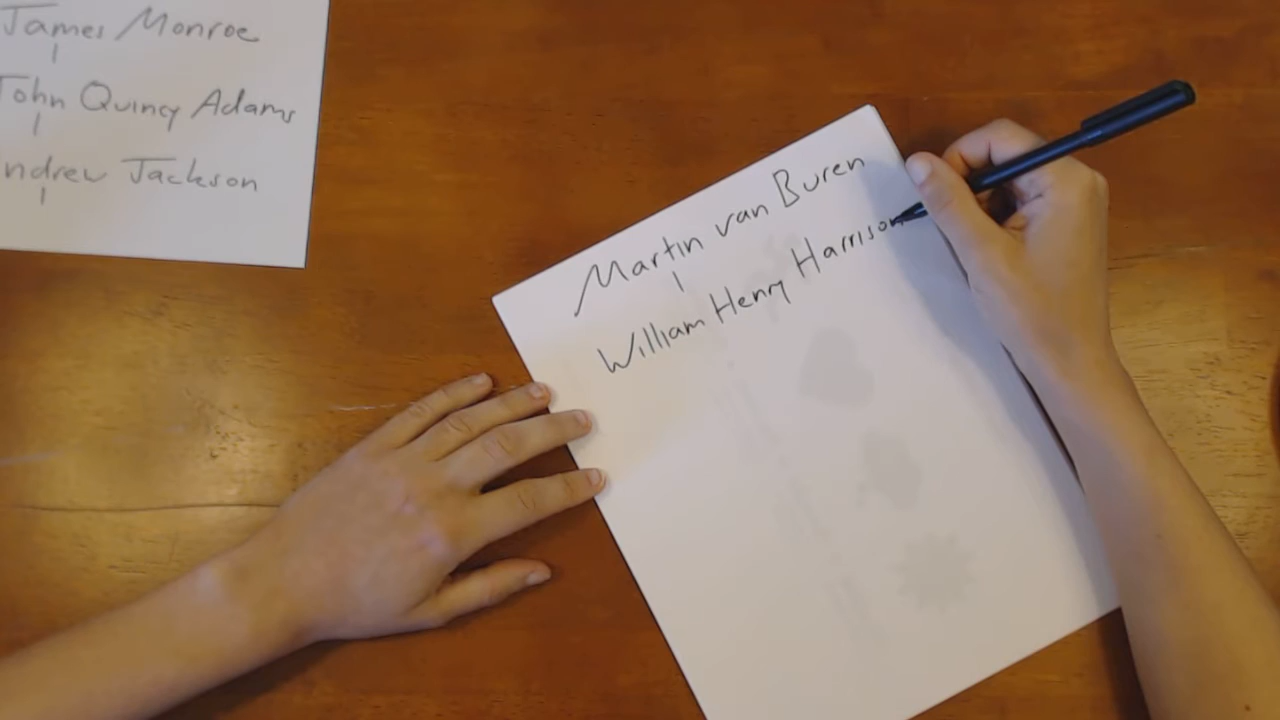 James Monroe
John Quincy Adams
ndrew Jackson
Martin van Buren
William Henry Harrison